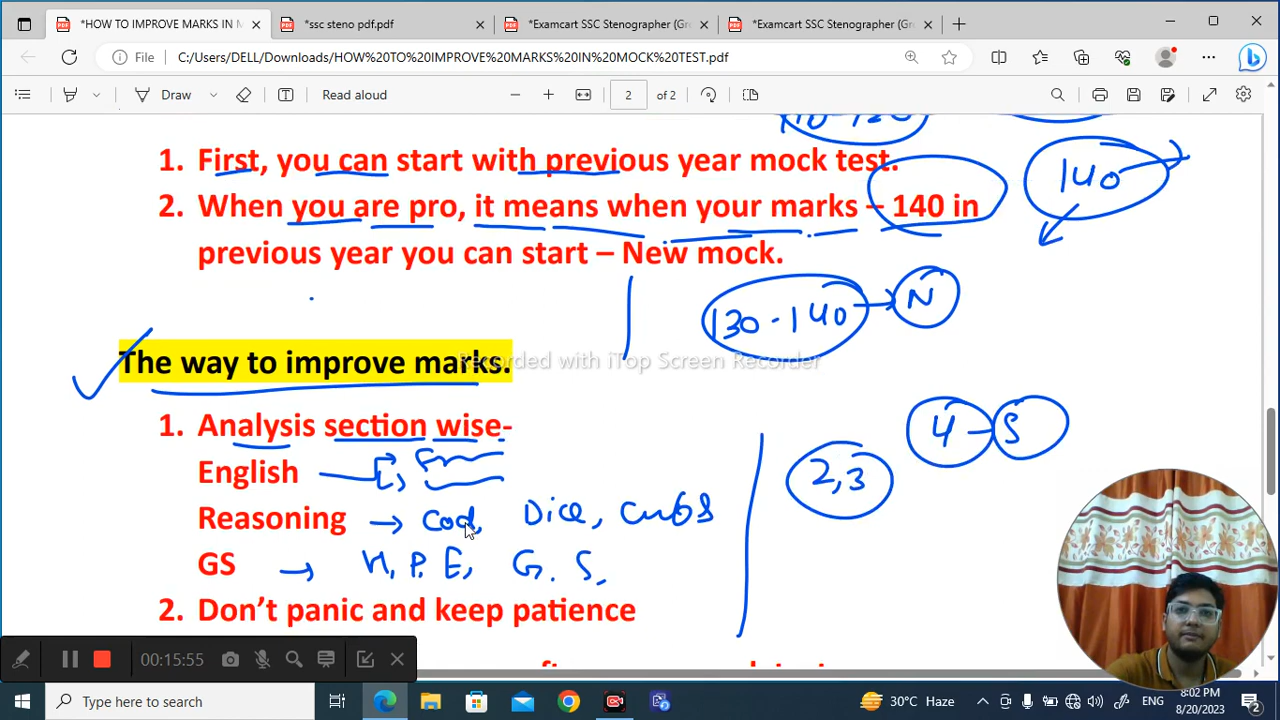 *HOW TO IMPROVE MARKS IN M
*ssc steno pdf.pdf
*Examcart SSC Stenographer (Gre
*Examcart SSC Stenographer (Gre
File
C:/Users/DELL/Downloads/HOW%20TO%20IMPROVE%20MARKS%20IN%20MOCK%20TEST.pdf
Draw
Read aloud
2 of 2
1. First, you can start with previous year mock test.
140
2. When you are pro, it means when your marks – 140 in
previous year you can start – New mock.
130 - 140 → N
The way to improve marks.
Recorded with iTop Screen Recorder
1. Analysis section wise-
4 - 5
English
2,3
Reasoning → Cod, Dice, cubs
GS → H, P. E, G. S,
2. Don't panic and keep patience
00:15:55
Type here to search
30°C Haze
ENG
8:02 PM
8/20/2023
2